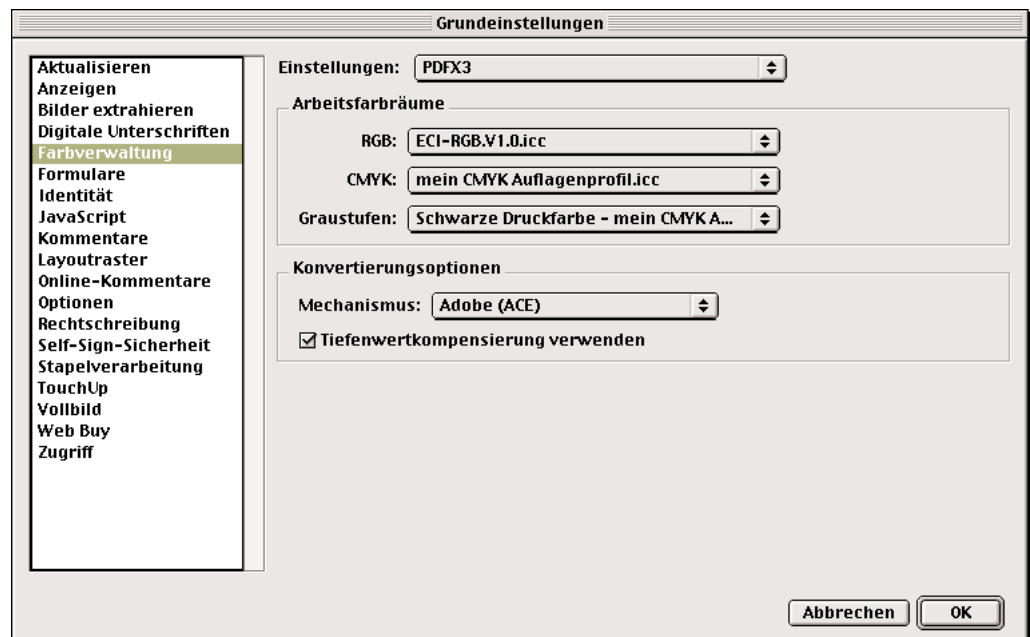 Grundeinstellungen
Aktualisieren
Anzeigen
Bilder extrahieren
Digitale Unterschriften
Farbverwaltung
Formulare
Identität
JavaScript
Kommentare
Layoutraster
Online-Kommentare
Optionen
Rechtschreibung
Self-Sign-Sicherheit
Stapelverarbeitung
TouchUp
Vollbild
Web Buy
Zugriff
Einstellungen: PDFX3
Arbeitsfarbräume
RGB: ECI-RGB.V1.0.icc
CMYK: mein CMYK Auflagenprofil.icc
Graustufen: Schwarze Druckfarbe - mein CMYK A...
Konvertierungsoptionen
Mechanismus: Adobe (ACE)
Tiefenwertkompensierung verwenden
Abbrechen OK